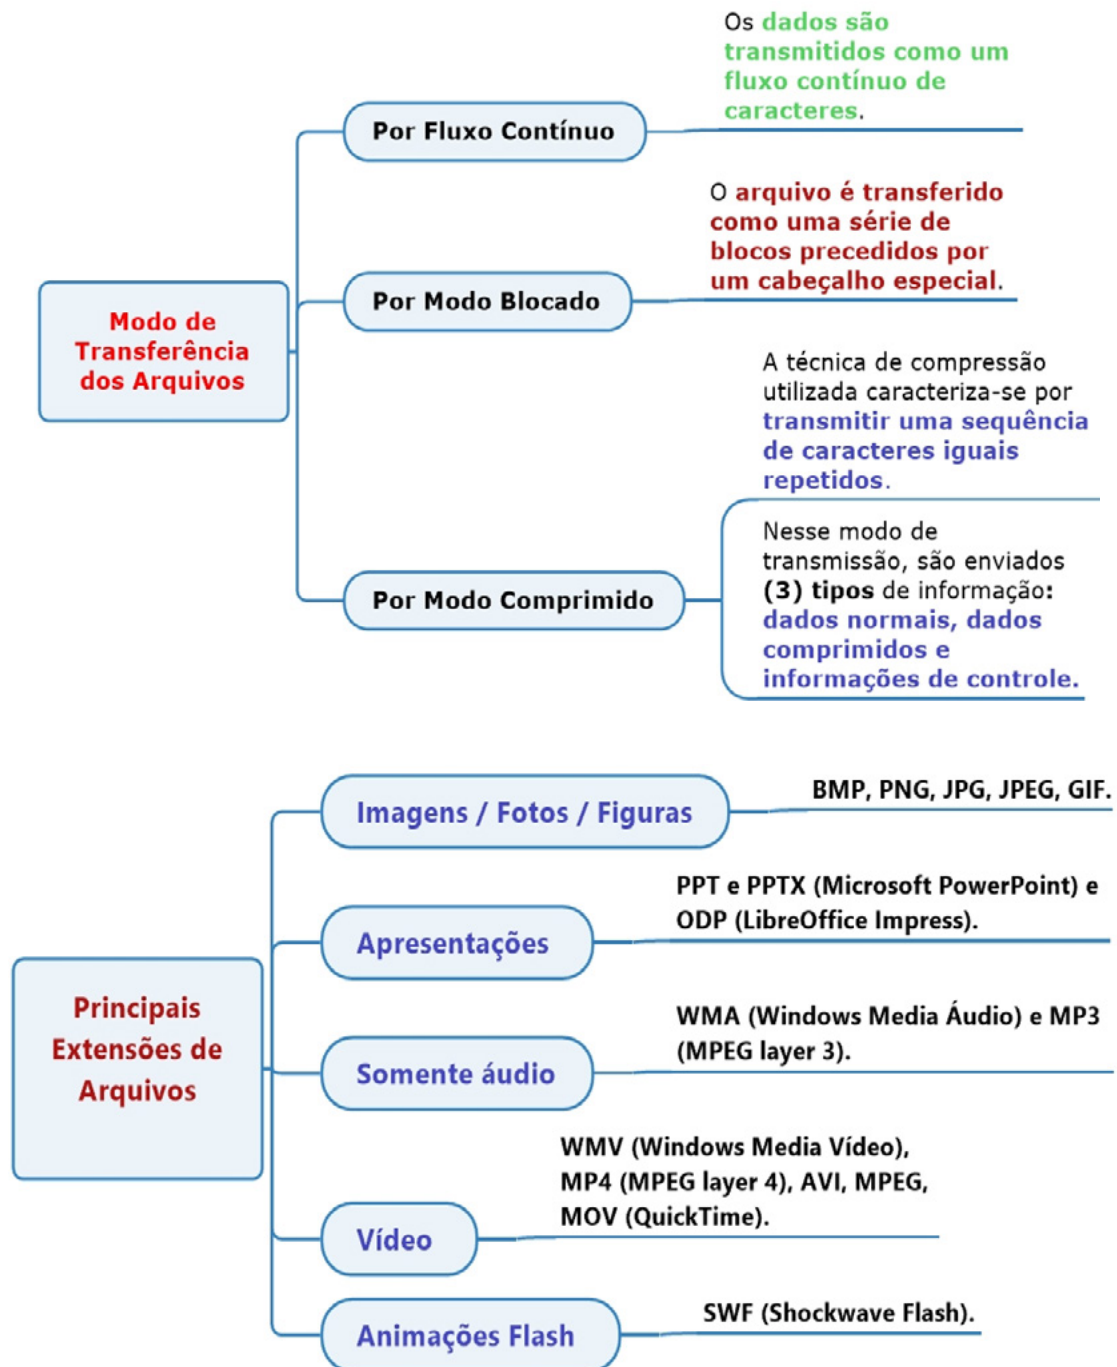 Modo de
Transferência
dos Arquivos
Por Fluxo Contínuo
Os dados são
transmitidos como um
fluxo contínuo de
caracteres.
Por Modo Blocado
O arquivo é transferido
como uma série de
blocos precedidos por
um cabeçalho especial.
Por Modo Comprimido
A técnica de compressão
utilizada caracteriza-se por
transmitir uma sequência
de caracteres iguais
repetidos.
Nesse modo de
transmissão, são enviados
(3) tipos de informação:
dados normais, dados
comprimidos e
informações de controle.
Principais
Extensões de
Arquivos
Imagens / Fotos / Figuras
BMP, PNG, JPG, JPEG, GIF.
Apresentações
PPT e PPTX (Microsoft PowerPoint) e
ODP (LibreOffice Impress).
Somente áudio
WMA (Windows Media Áudio) e MP3
(MPEG layer 3).
Vídeo
WMV (Windows Media Vídeo),
MP4 (MPEG layer 4), AVI, MPEG,
MOV (QuickTime).
Animações Flash
SWF (Shockwave Flash).